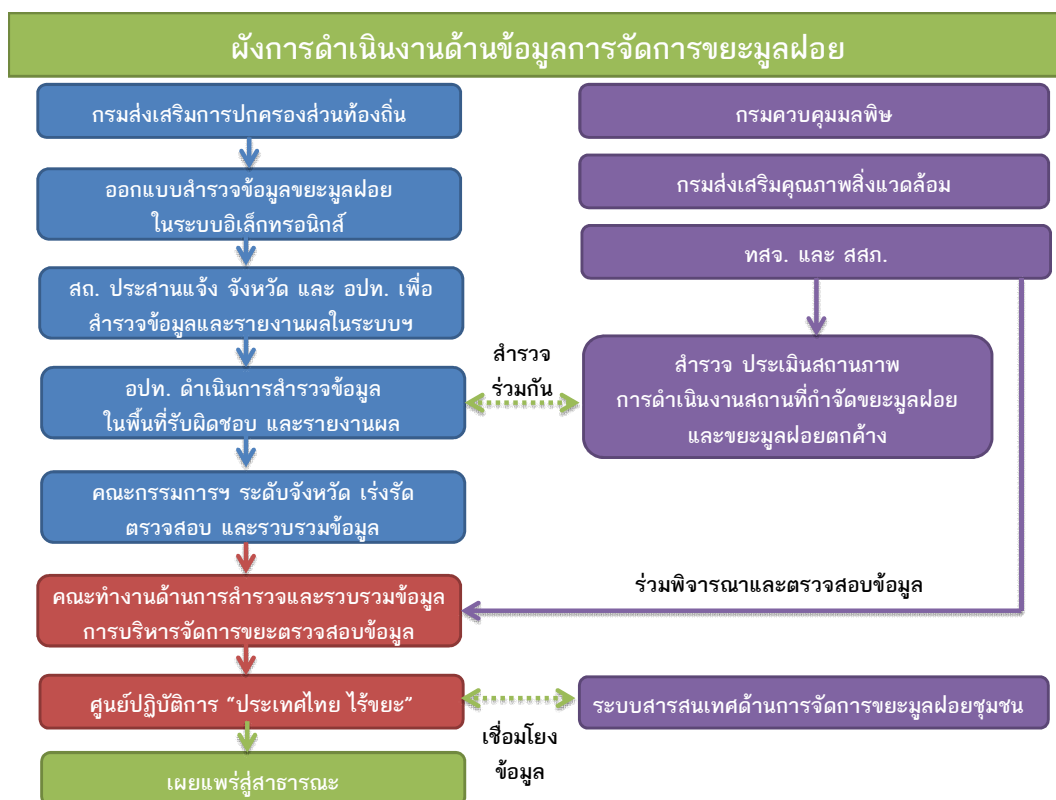 ผังการดำเนินงานด้านข้อมูลการจัดการขยะมูลฝอย
กรมส่งเสริมการปกครองส่วนท้องถิ่น
ออกแบบสำรวจข้อมูลขยะมูลฝอย
ในระบบอิเล็กทรอนิกส์
สถ. ประสานแจ้ง จังหวัด และ อปท. เพื่อ
สำรวจข้อมูลและรายงานผลในระบบฯ
อปท. ดำเนินการสำรวจข้อมูล
ในพื้นที่รับผิดชอบ และรายงานผล
คณะกรรมการฯ ระดับจังหวัด เร่งรัด
ตรวจสอบ และรวบรวมข้อมูล
คณะทำงานด้านการสำรวจและรวบรวมข้อมูล
การบริหารจัดการขยะตรวจสอบข้อมูล
ศูนย์ปฏิบัติการ "ประเทศไทย ไร้ขยะ"
เผยแพร่สู่สาธารณะ
สำรวจ
ร่วมกัน
เชื่อมโยง
ข้อมูล
กรมควบคุมมลพิษ
กรมส่งเสริมคุณภาพสิ่งแวดล้อม
ทสจ. และ สสภ.
สำรวจ ประเมินสถานภาพ
การดำเนินงานสถานที่กำจัดขยะมูลฝอย
และขยะมูลฝอยตกค้าง
ร่วมพิจารณาและตรวจสอบข้อมูล
ระบบสารสนเทศด้านการจัดการขยะมูลฝอยชุมชน